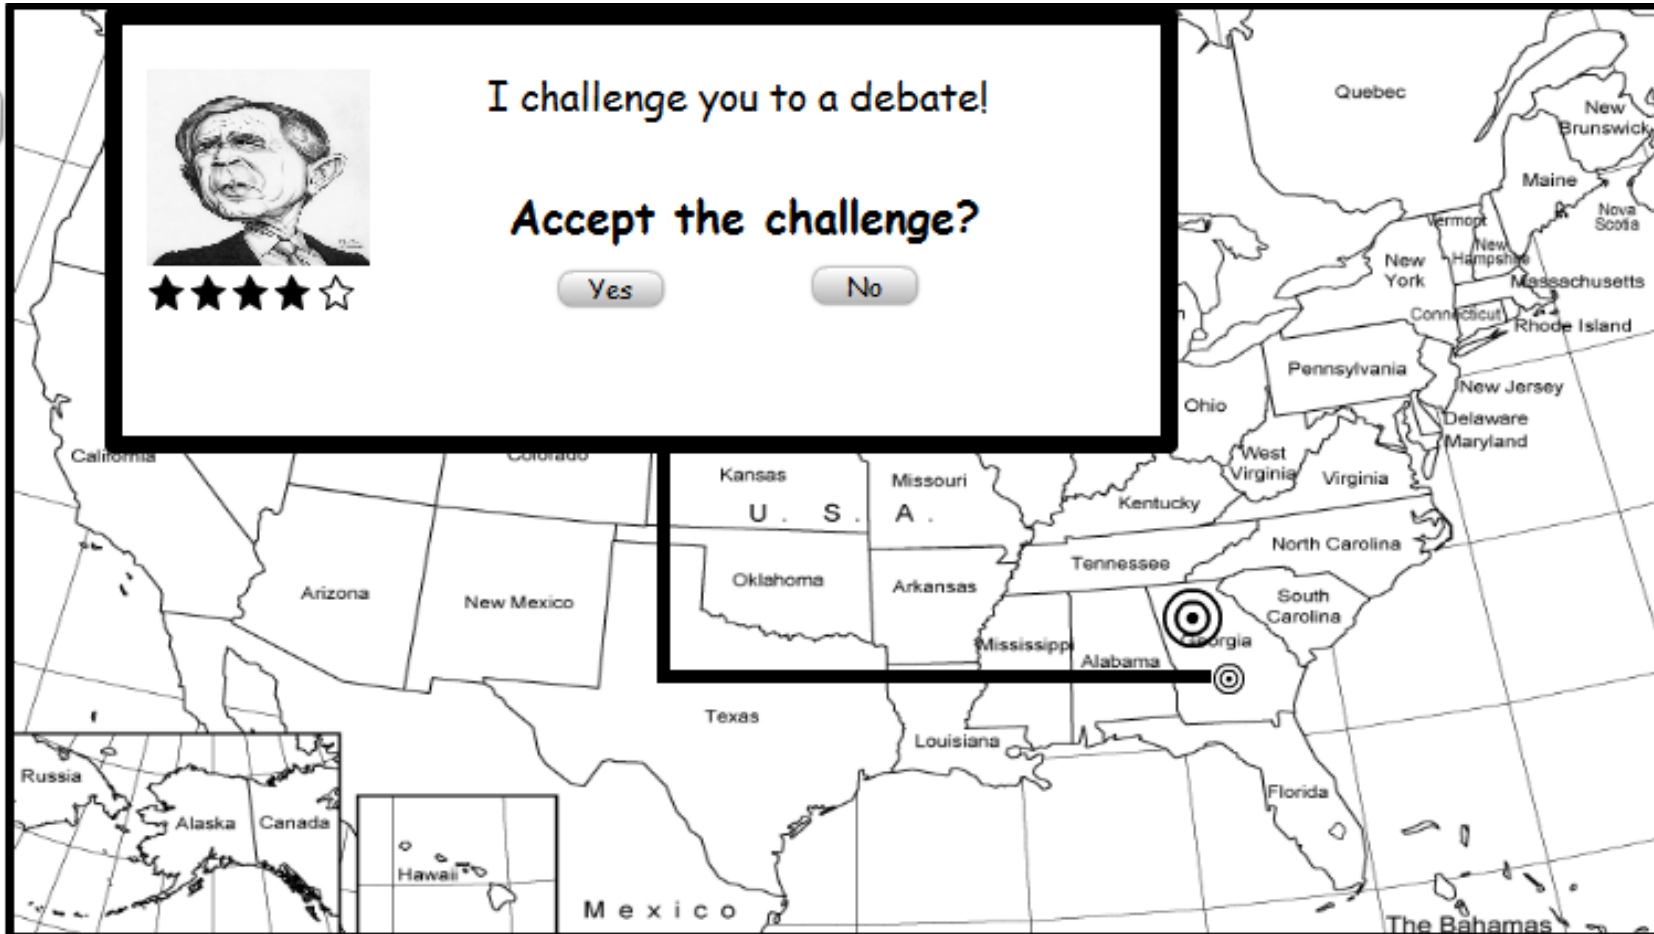 I challenge you to a debate!
Accept the challenge?
Yes
No
Quebec
New
Brunswick
Maine
Nova
Scotia
Vermont
New
Hampshire
New
York
Massachusetts
Connecticut
Rhode Island
Pennsylvania
New Jersey
Ohio
Delaware
Maryland
West
Virginia
Virginia
California
Colorado
Kansas
Missouri
Kentucky
U. S. A.
North Carolina
Tennessee
Oklahoma
Arkansas
Arizona
New Mexico
South
Carolina
Mississippi
Georgia
Alabama
Texas
Louisiana
Russia
Alaska
Canada
Florida
Hawaii
Mexico
The Bahamas